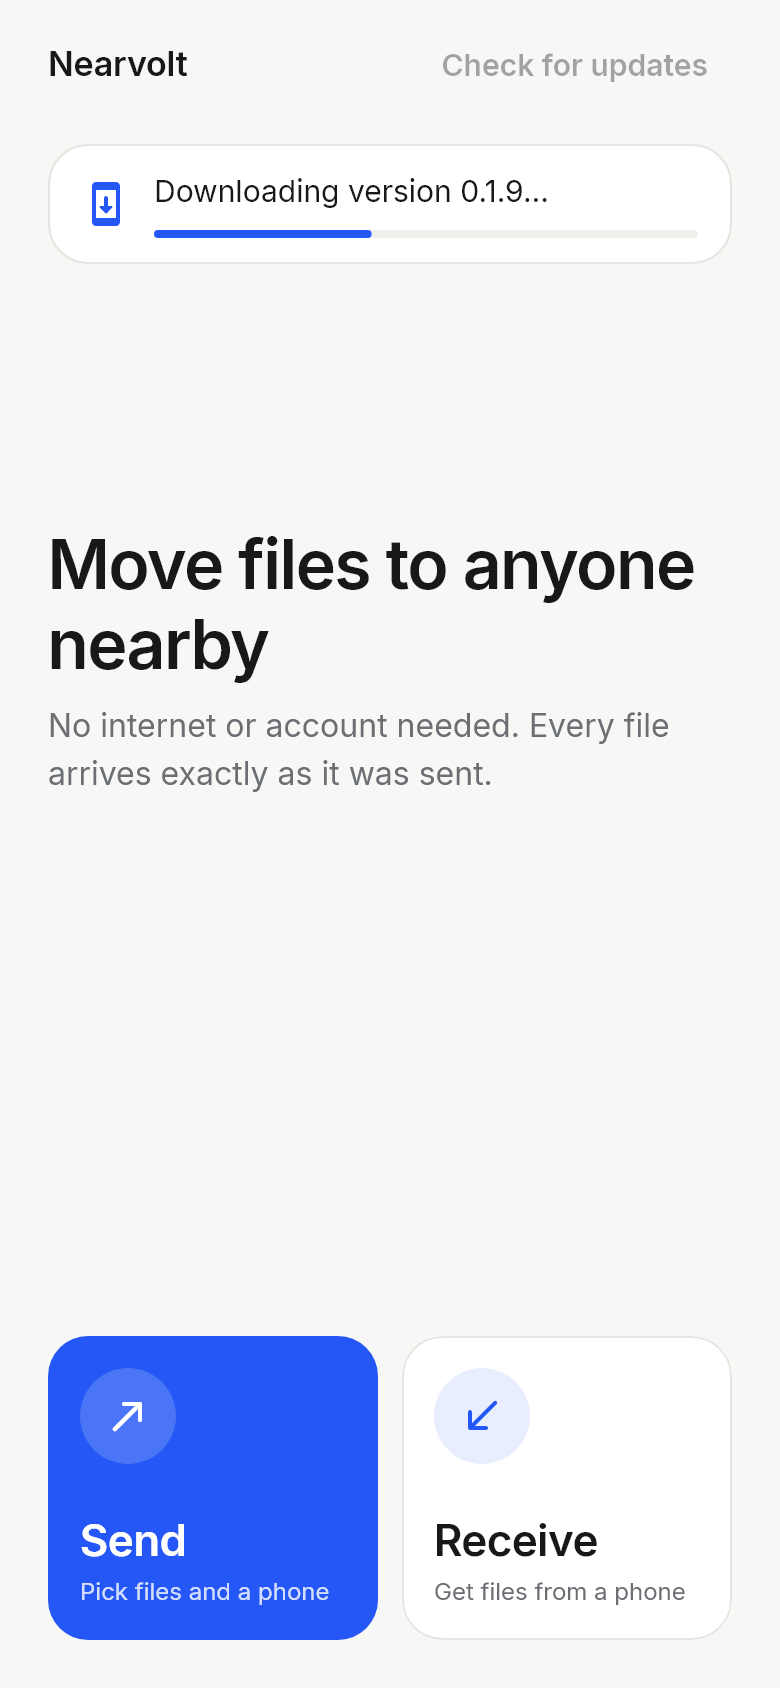 Nearvolt
Check for updates
Downloading version 0.1.9...
Move files to anyone
nearby
No internet or account needed. Every file
arrives exactly as it was sent.
Send
Pick files and a phone
Receive
Get files from a phone